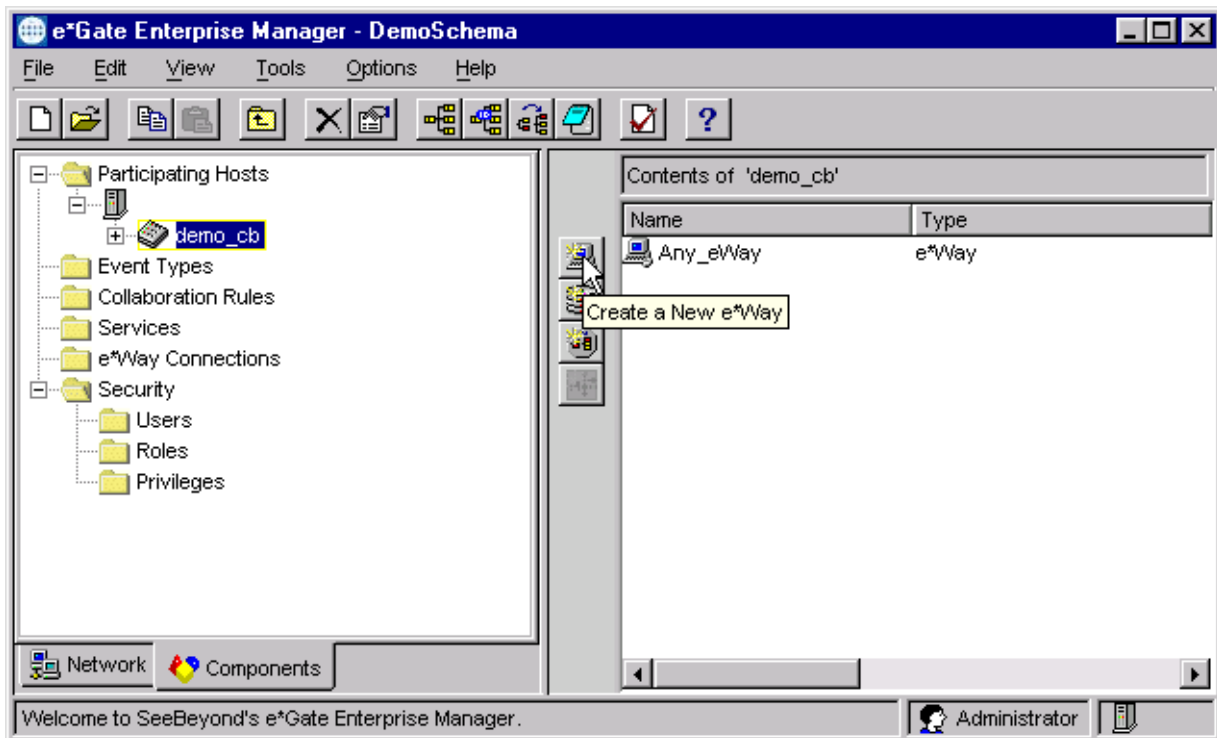 e*Gate Enterprise Manager - DemoSchema
File Edit View Tools Options Help
Participating Hosts
demo_cb
Event Types
Collaboration Rules
Services
e*Way Connections
Security
Users
Roles
Privileges
Network
Components
Contents of 'demo_cb'
Name Type
Any_eWay e*Way
Create a New e*Way
Welcome to SeeBeyond's e*Gate Enterprise Manager.
Administrator